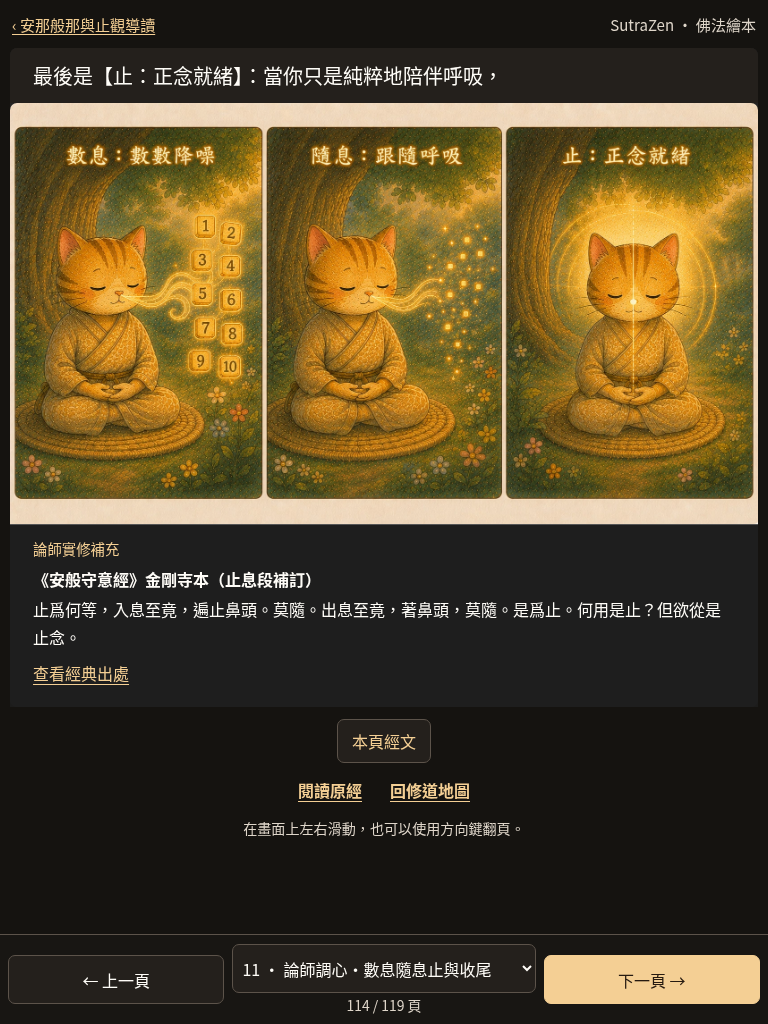 ‹ 安那般那與止觀導讀
SutraZen · 佛法繪本
最後是【止：正念就緒】：當你只是純粹地陪伴呼吸，
數息：數數降噪
隨息：跟隨呼吸
止：正念就緒
1
2
3
4
5
6
7
8
9
10
論師實修補充
《安般守意經》金剛寺本（止息段補訂）
止爲何等，入息至竟，遍止鼻頭。莫隨。出息至竟，著鼻頭，莫隨。是爲止。何用是止？但欲從是
止念。
查看經典出處
本頁經文
閱讀原經
回修道地圖
在畫面上左右滑動，也可以使用方向鍵翻頁。
← 上一頁
11 · 論師調心·數息隨息止與收尾
下一頁 →
114 / 119 頁